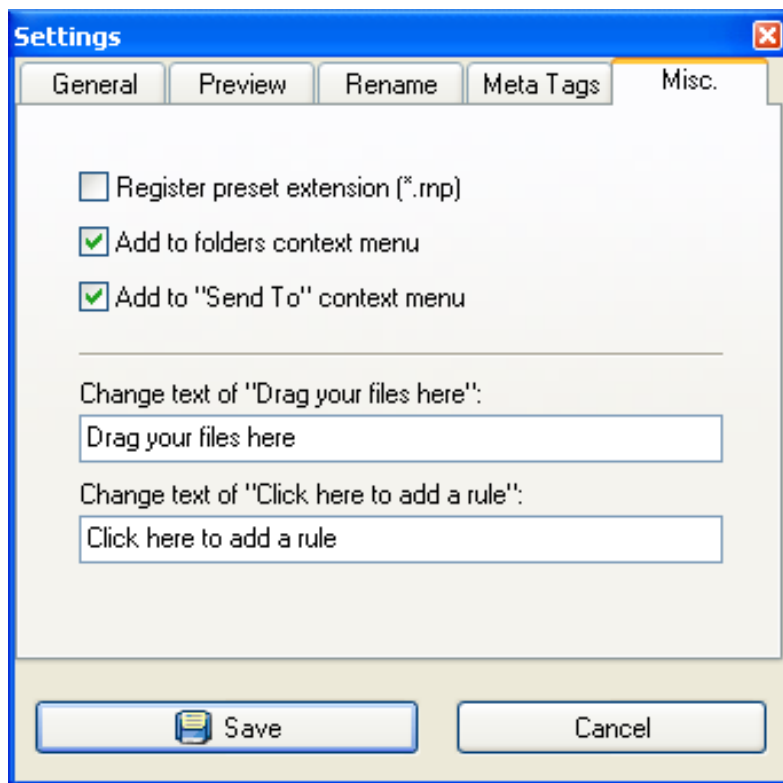 Settings
General Preview Rename Meta Tags Misc.
Register preset extension (*.rnp)
Add to folders context menu
Add to "Send To" context menu
Change text of "Drag your files here":
Drag your files here
Change text of "Click here to add a rule":
Click here to add a rule
Save Cancel